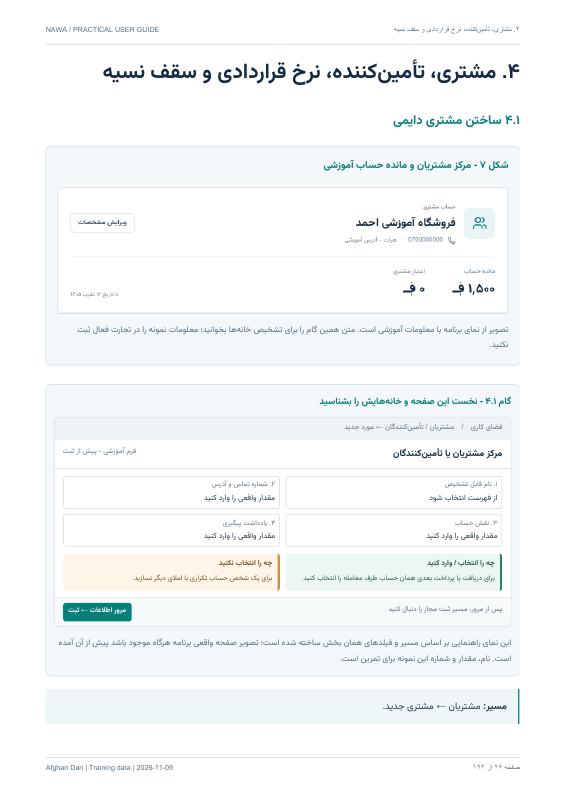 ۴. مشتری، تأمین‌کننده، نرخ قراردادی و سقف نسیه
NAWA / PRACTICAL USER GUIDE
۴. مشتری، تأمین‌کننده، نرخ قراردادی و سقف نسیه
۴.۱ ساختن مشتری دایمی
شکل ۷ - مرکز مشتریان و مانده حساب آموزشی
حساب مشتری
فروشگاه آموزشی احمد
0700000000 · هرات - آدرس آموزشی
ویرایش مشخصات
مانده حساب
اعتبار مشتری
۱,۵۰۰ ف
۰ ف
تا تاریخ ۱۲ عقرب ۱۴۰۵
تصویر از نمای برنامه با معلومات آموزشی است. متن همین گام را برای تشخیص خانه‌ها بخوانید؛ معلومات نمونه را در تجارت فعال ثبت
نکنید.
گام ۴.۱ - نخست این صفحه و خانه‌هایش را بشناسید
فضای کاری / مشتریان / تأمین‌کنندگان ← مورد جدید
مرکز مشتریان یا تأمین‌کنندگان
فرم آموزشی - پیش از ثبت
۱. نام قابل تشخیص
از فهرست انتخاب شود
۲. شماره تماس و آدرس
مقدار واقعی را وارد کنید
۳. نقش حساب
مقدار واقعی را وارد کنید
۴. یادداشت پیگیری
مقدار واقعی را وارد کنید
چه را انتخاب / وارد کنید
برای دریافت یا پرداخت بعدی همان حساب طرف معامله را انتخاب کنید.
چه را انتخاب نکنید
برای یک شخص حساب تکراری با املای دیگر نسازید.
پس از مرور، مسیر ثبت مجاز را دنبال کنید
مرور اطلاعات ← ثبت
این نمای راهنمایی بر اساس مسیر و فیلدهای همان بخش ساخته شده است؛ تصویر صفحه واقعی برنامه هرگاه موجود باشد پیش از آن آمده
است. نام، مقدار و شماره این نمونه برای تمرین است.
مسیر: مشتریان ← مشتری جدید.
صفحه ۲۶ از ۱۹۲
Afghan Dari | Training data | 2026-11-09